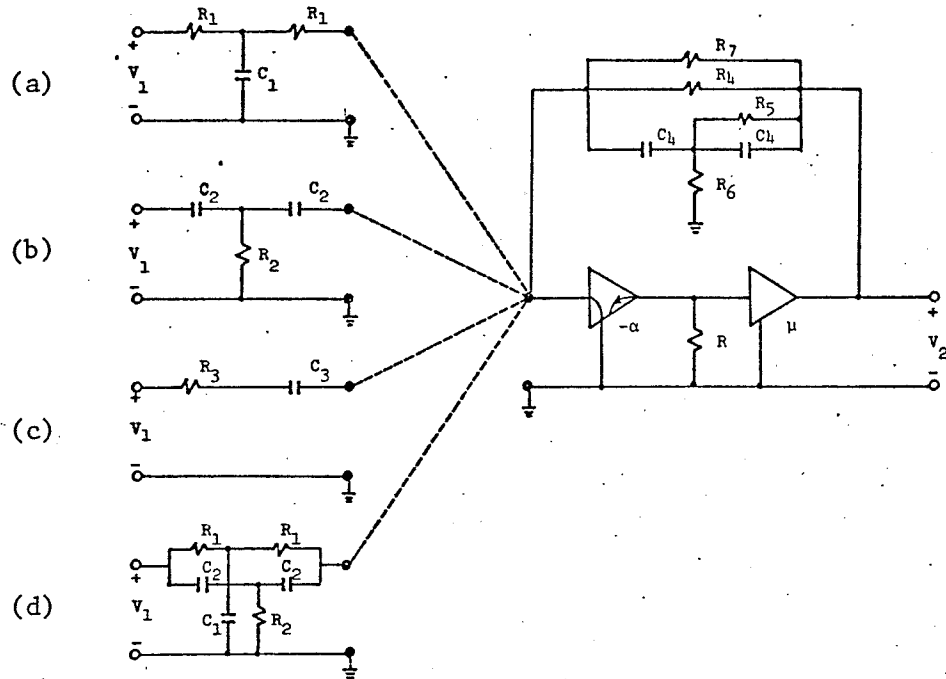 (a)
R1 R1
+
V1
C1
−
(b)
C2 C2
+
V1
R2
−
(c)
R3 C3
+
V1
−
(d)
R1 R1
C2 C2
+
V1
C1 R2
−
R7
R4
R5
C4 C4
R6
-α
R
μ
+
V2
−